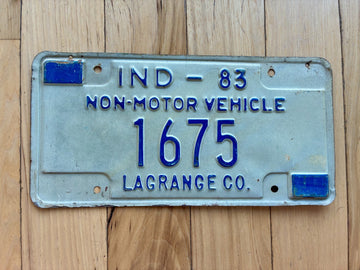 IND - 83
NON-MOTOR VEHICLE
1675
LAGRANGE CO.